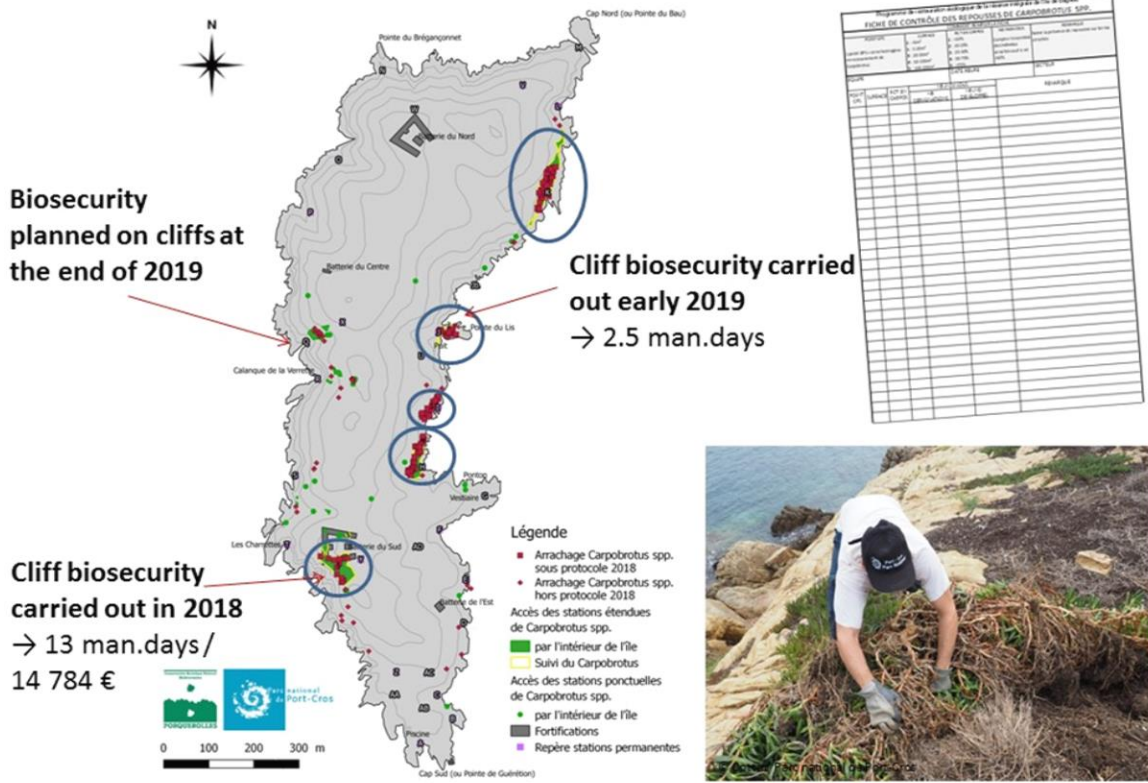 N
Cap Nord (ou Pointe du Bau)
Pointe du Brégançonnet
Batterie du Nord
Biosecurity
planned on cliffs at
the end of 2019
Batterie du Centre
Cliff biosecurity carried
out early 2019
→ 2.5 man.days
Pointe du Lis
Calanque de la Verrette
Ponton
Vestiaire
Les Charrettes
Batterie du Sud
Batterie de l'Est
Cliff biosecurity
carried out in 2018
→ 13 man.days /
14 784 €
Piscine
Cap Sud (ou Pointe de Guérétion)
PORQUEROLLES
Parc national
de Port-Cros
0 100 200 300 m
Légende
Arrachage Carpobrotus spp.
sous protocole 2018
Arrachage Carpobrotus spp.
hors protocole 2018
Accès des stations étendues
de Carpobrotus spp.
par l'intérieur de l'île
Suivi du Carpobrotus
Accès des stations ponctuelles
de Carpobrotus spp.
par l'intérieur de l'île
Fortifications
Repère stations permanentes
FICHE DE CONTRÔLE DES REPOUSSES DE CARPOBROTUS SPP.
REMARQUE